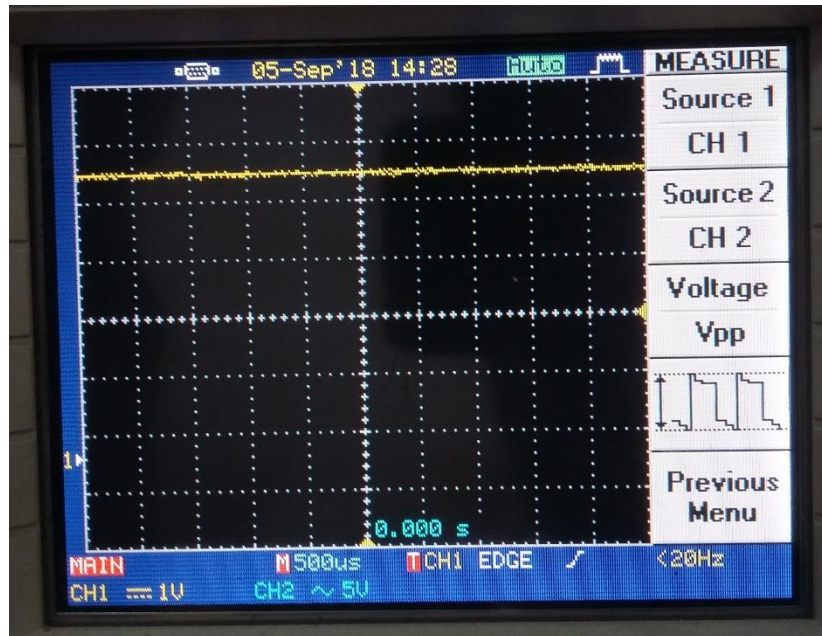 05-Sep'18 14:28 Auto
MEASURE
Source 1
CH 1
Source 2
CH 2
Voltage
Vpp
Previous
Menu
1
0.000 s
MAIN M 500us T CH1 EDGE <20Hz
CH1 1V CH2 ~ 5V